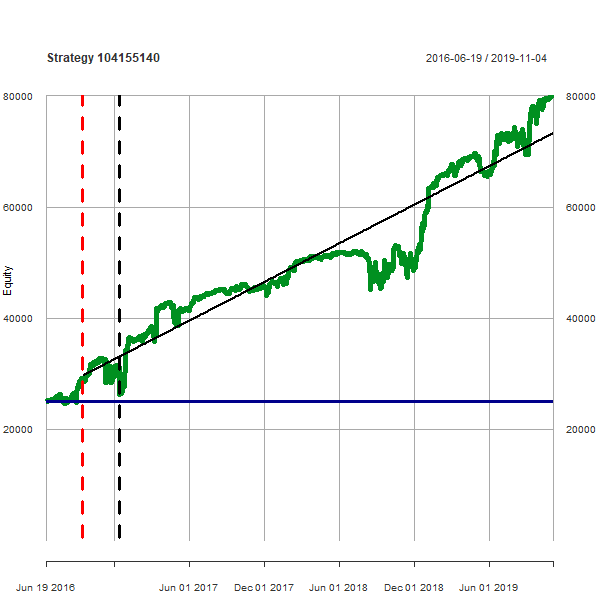 Strategy 104155140
2016-06-19 / 2019-11-04
80000
80000
60000
60000
Equity
40000
40000
20000
20000
Jun 19 2016
Jun 01 2017
Dec 01 2017
Jun 01 2018
Dec 01 2018
Jun 01 2019